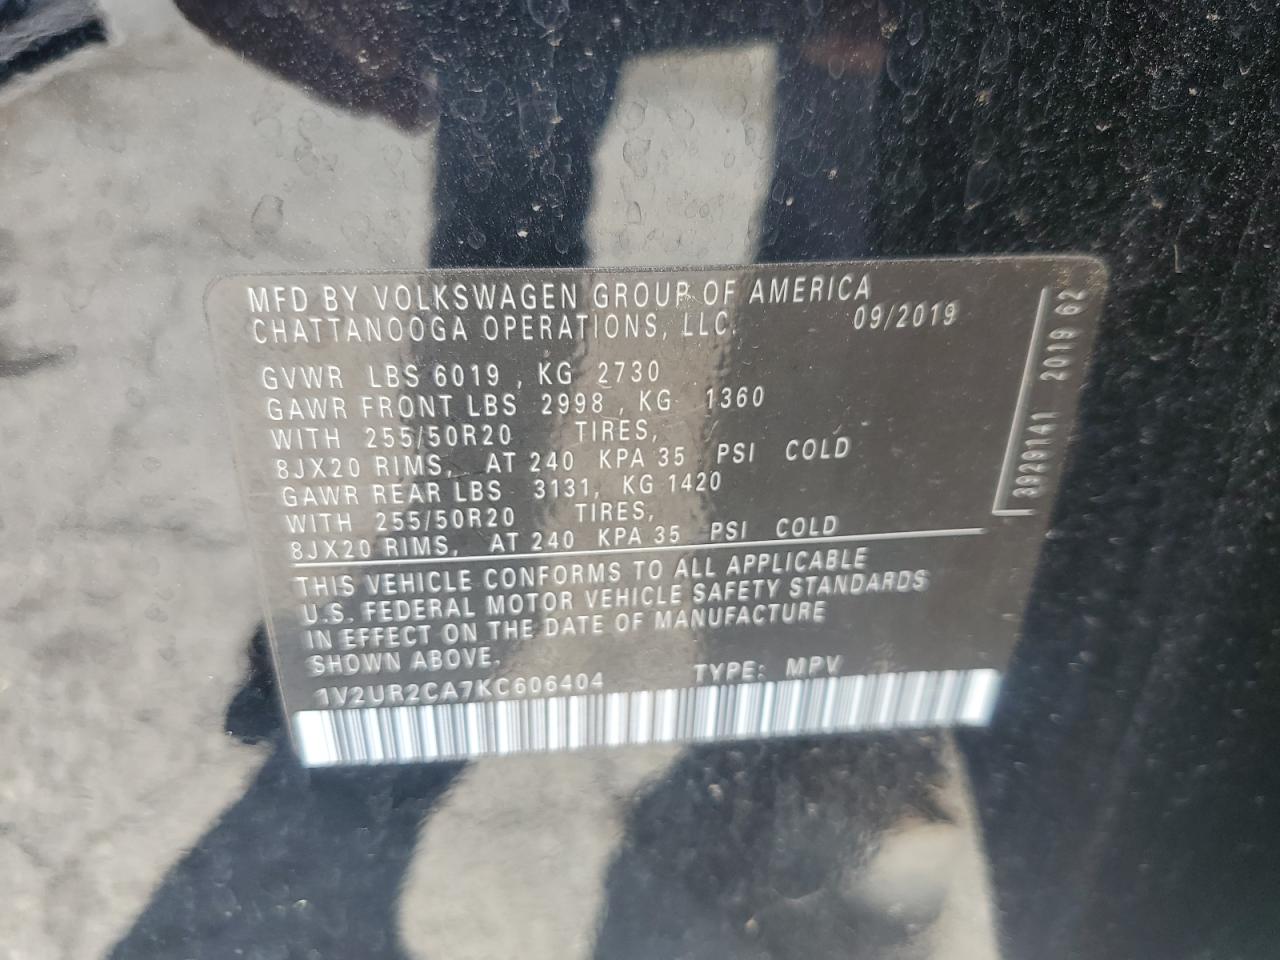 MFD BY VOLKSWAGEN GROUP OF AMERICA
CHATTANOOGA OPERATIONS, LLC. 09/2019
GVWR LBS 6019 , KG 2730
GAWR FRONT LBS 2998 , KG 1360
WITH 255/50R20 TIRES,
8JX20 RIMS, AT 240 KPA 35 PSI COLD
GAWR REAR LBS 3131, KG 1420
WITH 255/50R20 TIRES,
8JX20 RIMS, AT 240 KPA 35 PSI COLD
THIS VEHICLE CONFORMS TO ALL APPLICABLE
U.S. FEDERAL MOTOR VEHICLE SAFETY STANDARDS
IN EFFECT ON THE DATE OF MANUFACTURE
SHOWN ABOVE.
1V2UR2CA7KC606404 TYPE: MPV
3929141 2019 62